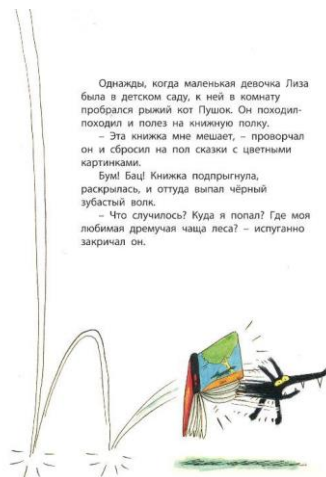 Однажды, когда маленькая девочка Лиза
была в детском саду, к ней в комнату
пробрался рыжий кот Пушок. Он походил-
походил и полез на книжную полку.
– Эта книжка мне мешает, – проворчал
он и сбросил на пол сказки с цветными
картинками.
Бум! Бац! Книжка подпрыгнула,
раскрылась, и оттуда выпал чёрный
зубастый волк.
– Что случилось? Куда я попал? Где моя
любимая дремучая чаща леса? – испуганно
закричал он.